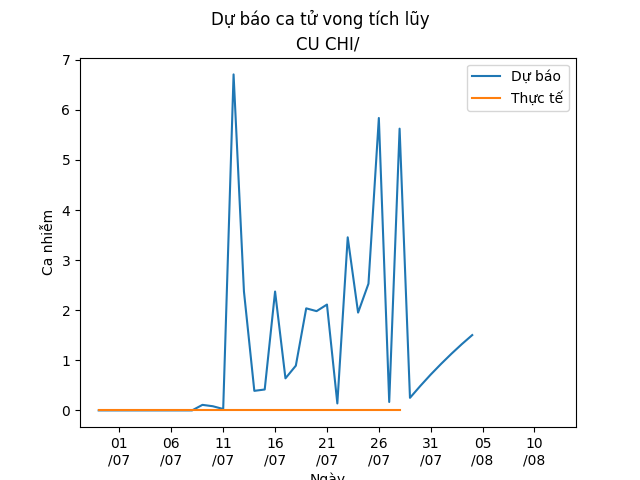 Dự báo ca tử vong tích lũy
CU CHI/
Dự báo
Thực tế
Ca nhiễm
7
6
5
4
3
2
1
0
01 06 11 16 21 26 31 05 10
/07 /07 /07 /07 /07 /07 /07 /08 /08
Ngày